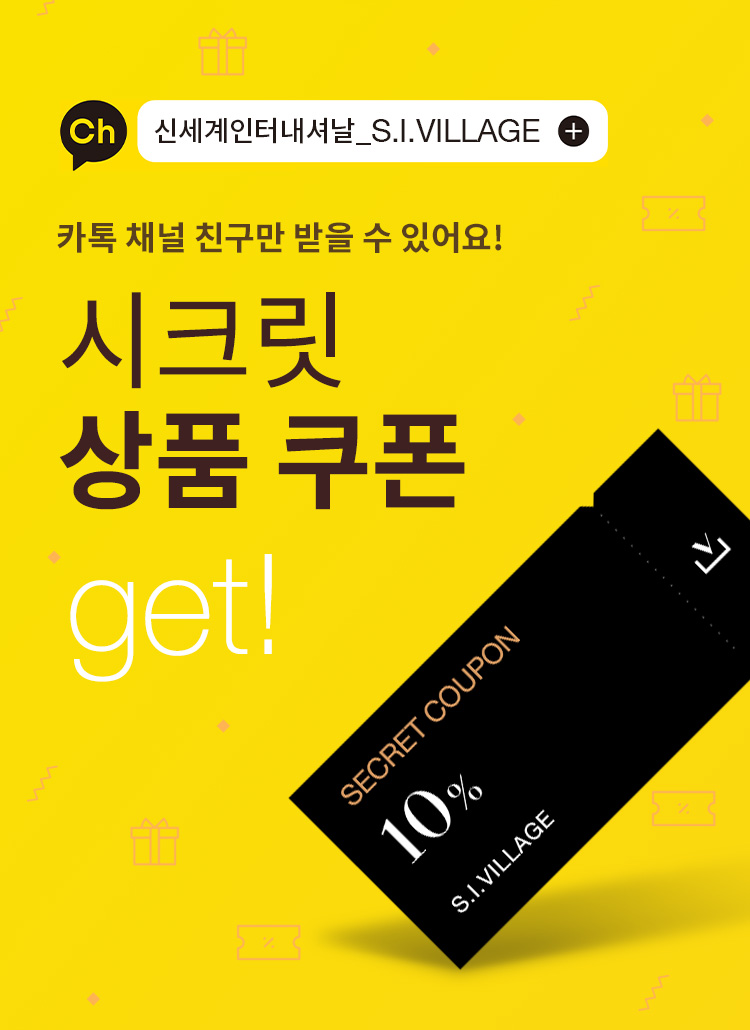 Ch
신세계인터내셔날_S.I.VILLAGE +
카톡 채널 친구만 받을 수 있어요!
시크릿
상품 쿠폰
get!
SECRET COUPON
10%
S.I.VILLAGE